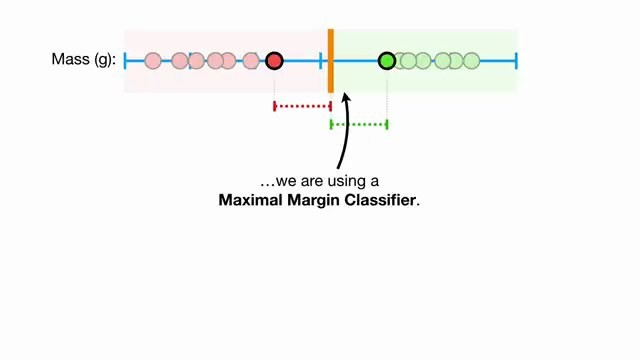 Mass (g):
…we are using a
Maximal Margin Classifier.